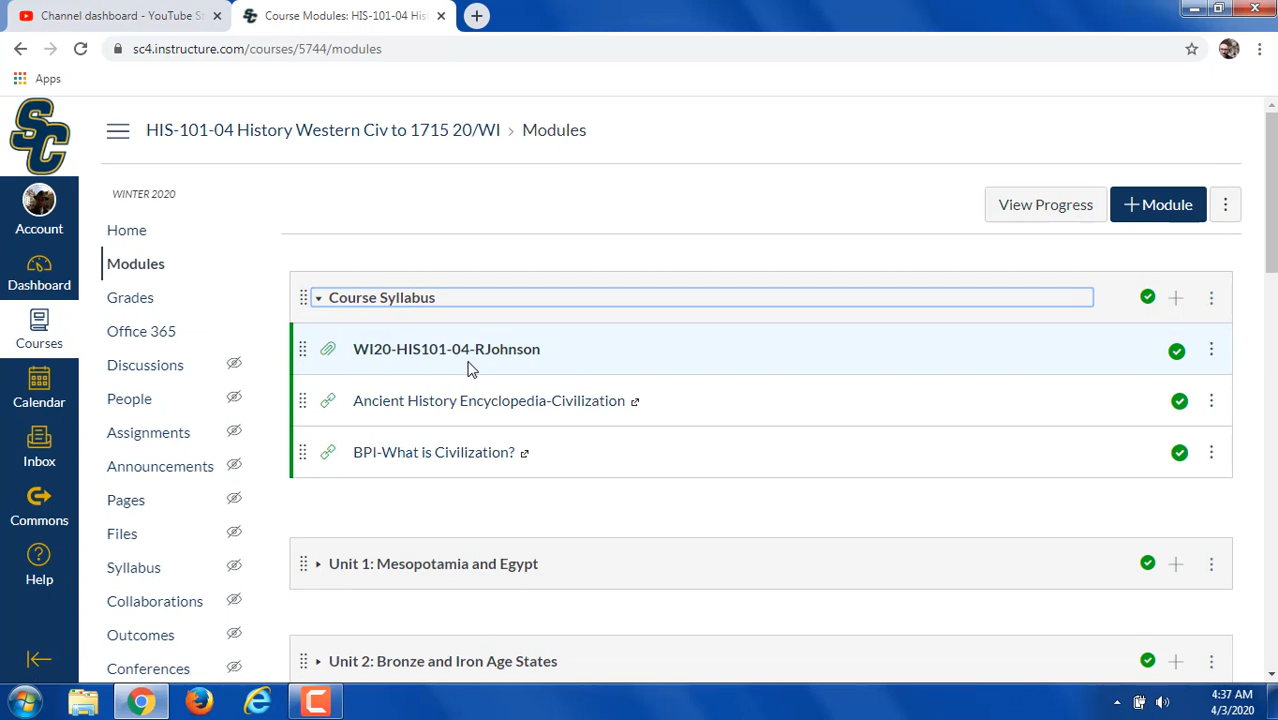 Channel dashboard - YouTube S
Course Modules: HIS-101-04 His
sc4.instructure.com/courses/5744/modules
Apps
SC
HIS-101-04 History Western Civ to 1715 20/WI > Modules
WINTER 2020
View Progress
+ Module
Account
Dashboard
Courses
Calendar
Inbox
Commons
Help
Home
Modules
Grades
Office 365
Discussions
People
Assignments
Announcements
Pages
Files
Syllabus
Collaborations
Outcomes
Conferences
Course Syllabus
WI20-HIS101-04-RJohnson
Ancient History Encyclopedia-Civilization
BPI-What is Civilization?
Unit 1: Mesopotamia and Egypt
Unit 2: Bronze and Iron Age States
4:37 AM
4/3/2020